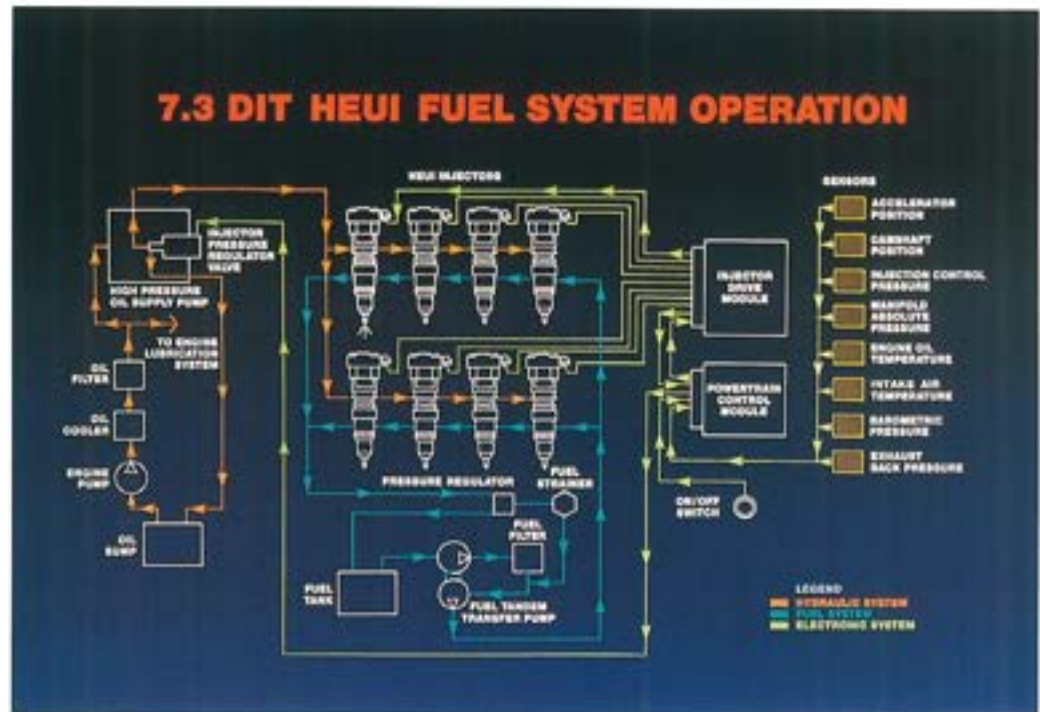 7.3 DIT HEUI FUEL SYSTEM OPERATION
HEUI INJECTORS
SENSORS
ACCELERATOR
POSITION
CAMSHAFT
POSITION
INJECTION CONTROL
PRESSURE
MANIFOLD
ABSOLUTE
PRESSURE
ENGINE OIL
TEMPERATURE
INTAKE AIR
TEMPERATURE
BAROMETRIC
PRESSURE
EXHAUST
BACK PRESSURE
INJECTOR
PRESSURE
REGULATOR
VALVE
HIGH PRESSURE
OIL SUPPLY PUMP
TO ENGINE
LUBRICATION
SYSTEM
OIL
FILTER
OIL
COOLER
ENGINE
PUMP
OIL
SUMP
INJECTOR
DRIVE
MODULE
POWERTRAIN
CONTROL
MODULE
ON/OFF
SWITCH
PRESSURE REGULATOR
FUEL
STRAINER
FUEL
FILTER
FUEL
TANK
FUEL TANDEM
TRANSFER PUMP
LEGEND
HYDRAULIC SYSTEM
FUEL SYSTEM
ELECTRONIC SYSTEM